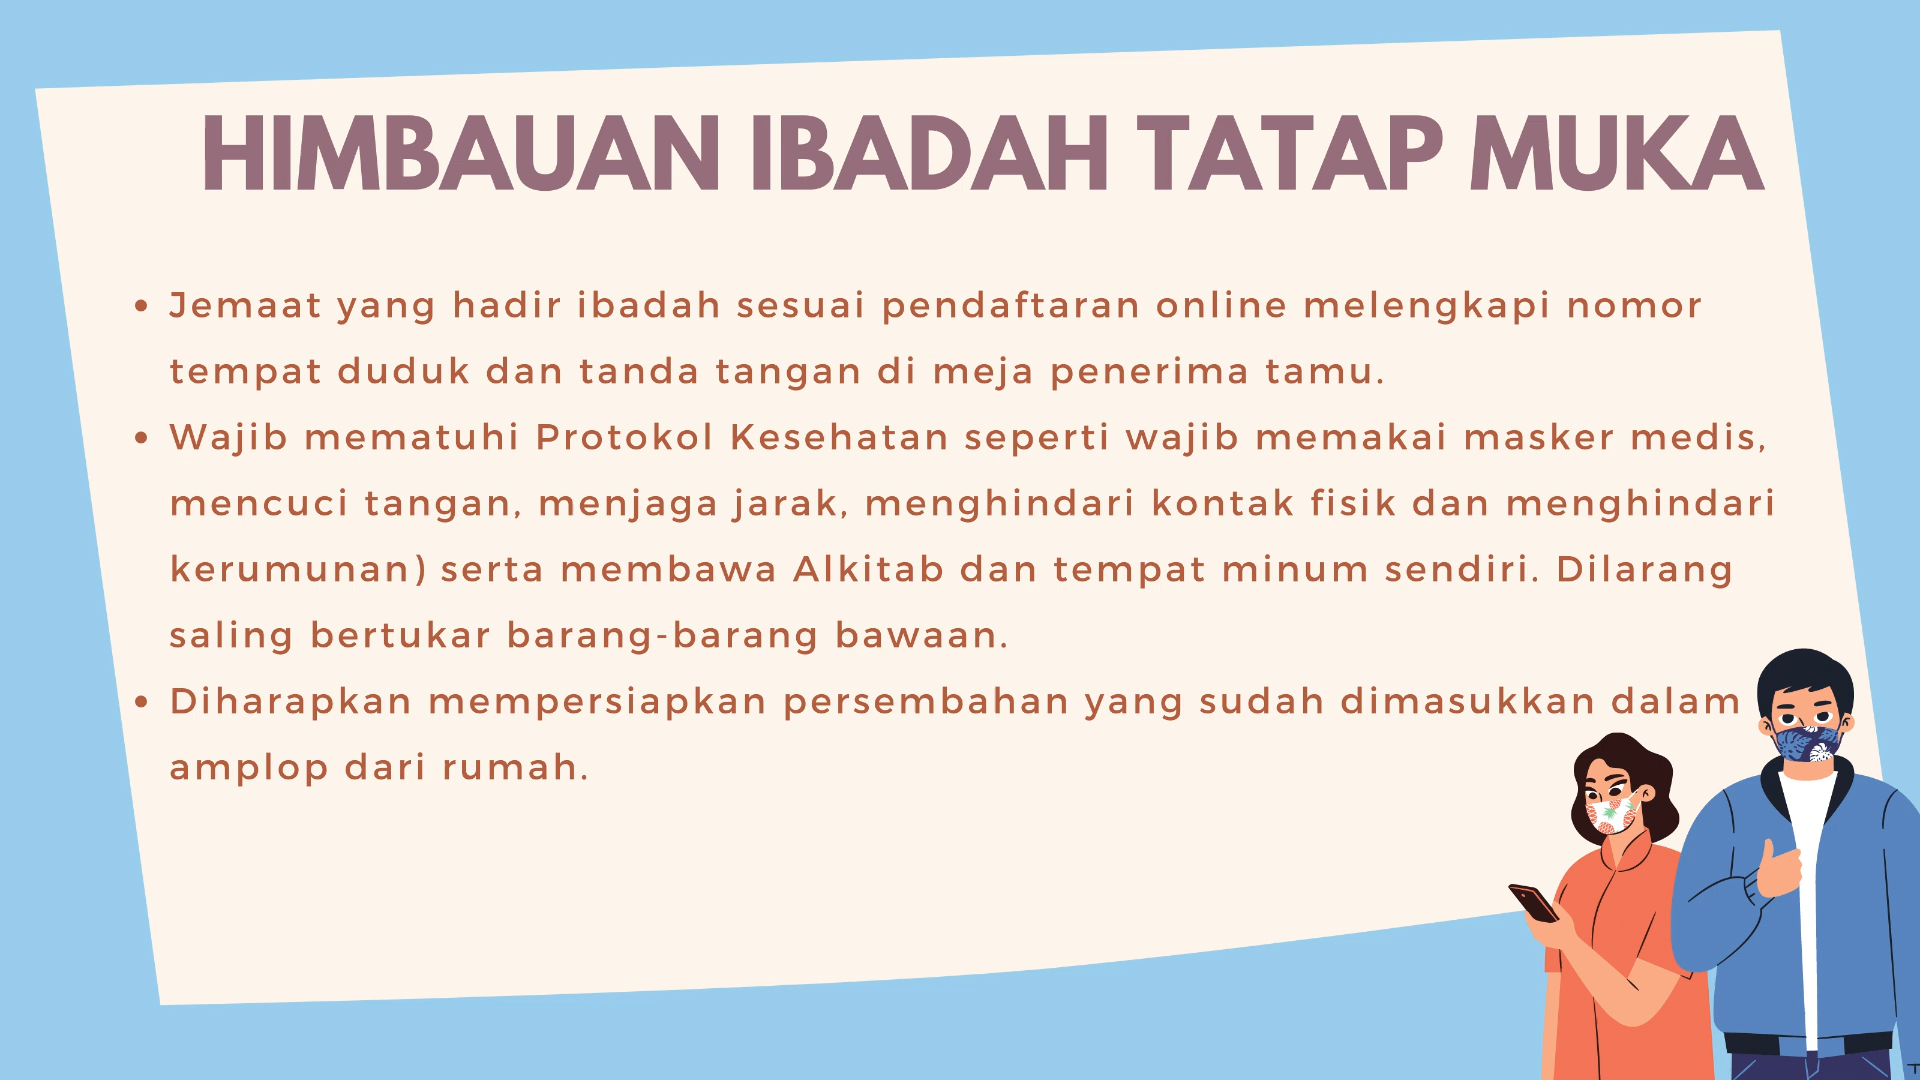 HIMBAUAN IBADAH TATAP MUKA
• Jemaat yang hadir ibadah sesuai pendaftaran online melengkapi nomor
tempat duduk dan tanda tangan di meja penerima tamu.
• Wajib mematuhi Protokol Kesehatan seperti wajib memakai masker medis,
mencuci tangan, menjaga jarak, menghindari kontak fisik dan menghindari
kerumunan) serta membawa Alkitab dan tempat minum sendiri. Dilarang
saling bertukar barang-barang bawaan.
• Diharapkan mempersiapkan persembahan yang sudah dimasukkan dalam
amplop dari rumah.